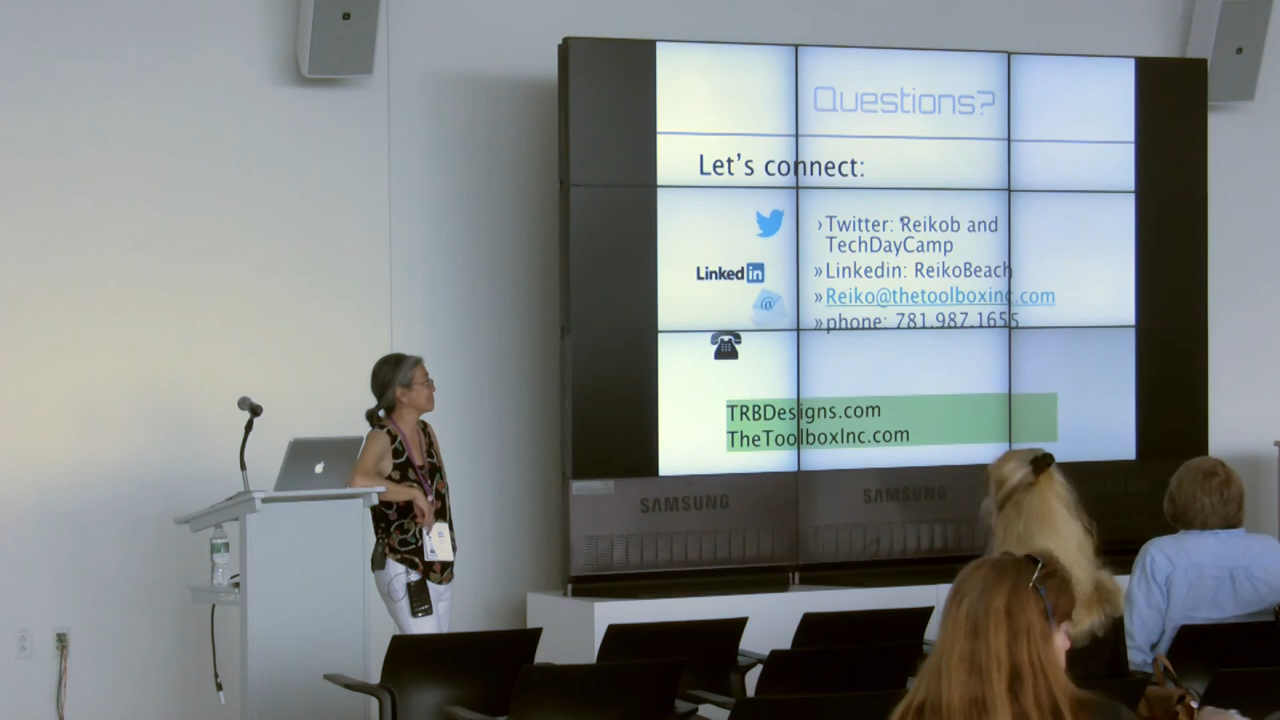 Questions?
Let's connect:
› Twitter: Reikob and
TechDayCamp
Linked in
» Linkedin: ReikoBeach
@
» Reiko@thetoolboxinc.com
» phone: 781.987.1655
TRBDesigns.com
TheToolboxInc.com
SAMSUNG
SAMSUNG